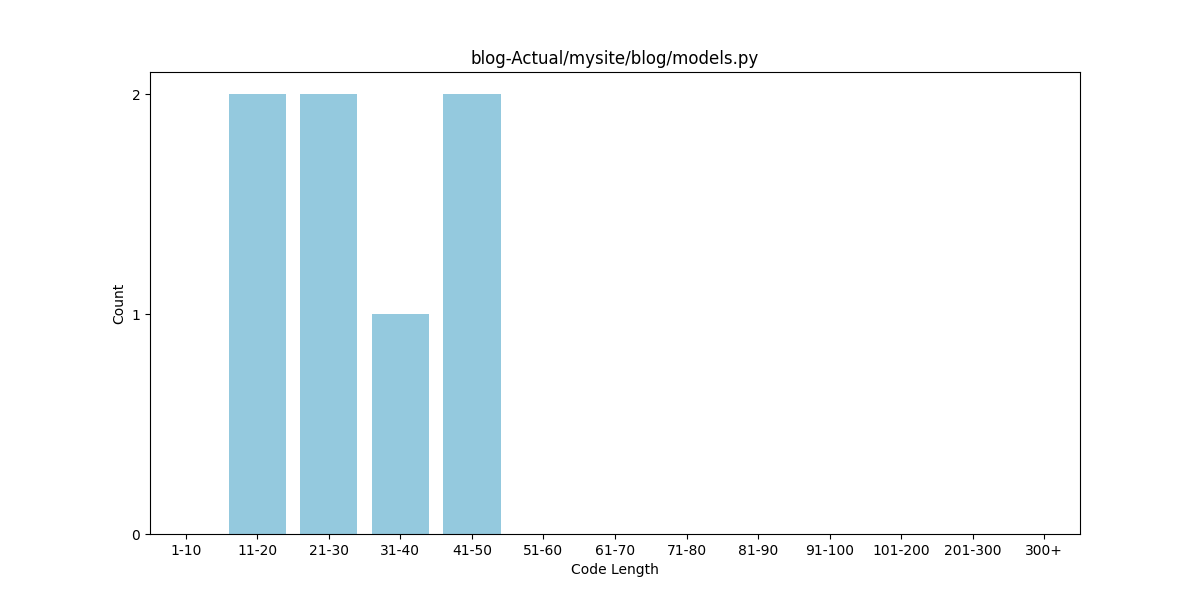 blog-Actual/mysite/blog/models.py
2
1
0
Count
1-10 11-20 21-30 31-40 41-50 51-60 61-70 71-80 81-90 91-100 101-200 201-300 300+
Code Length